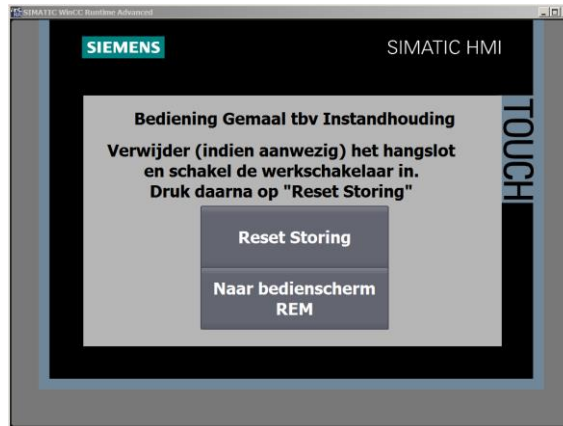 SIMATIC WinCC Runtime Advanced
SIEMENS
SIMATIC HMI
TOUCH
Bediening Gemaal tbv Instandhouding
Verwijder (indien aanwezig) het hangslot
en schakel de werkschakelaar in.
Druk daarna op "Reset Storing"
Reset Storing
Naar bedienscherm
REM